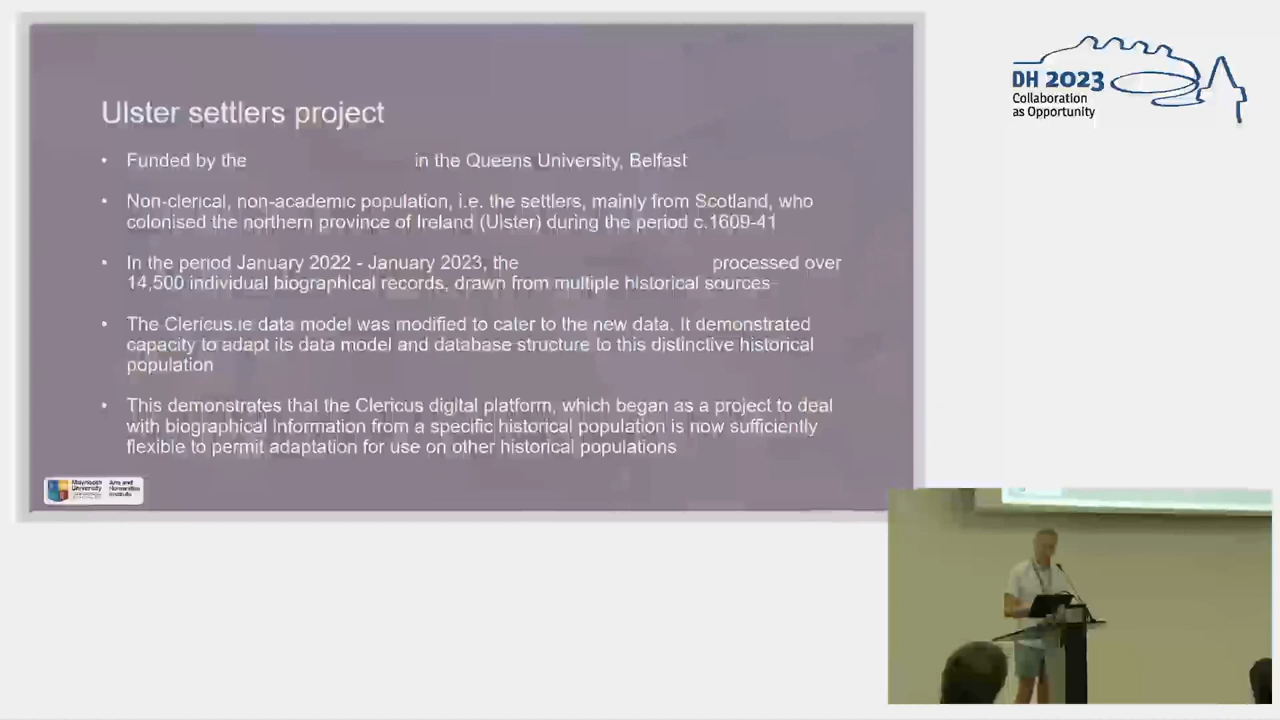 Ulster settlers project
• Funded by the in the Queens University, Belfast
• Non-clerical, non-academic population, i.e. the settlers, mainly from Scotland, who
colonised the northern province of Ireland (Ulster) during the period c.1609-41
• In the period January 2022 - January 2023, the processed over
14,500 individual biographical records, drawn from multiple historical sources
• The Clericus.ie data model was modified to cater to the new data. It demonstrated
capacity to adapt its data model and database structure to this distinctive historical
population
• This demonstrates that the Clericus digital platform, which began as a project to deal
with biographical information from a specific historical population is now sufficiently
flexible to permit adaptation for use on other historical populations
Maynooth
University
Arts and
Humanities
Institute
DH 2023
Collaboration
as Opportunity